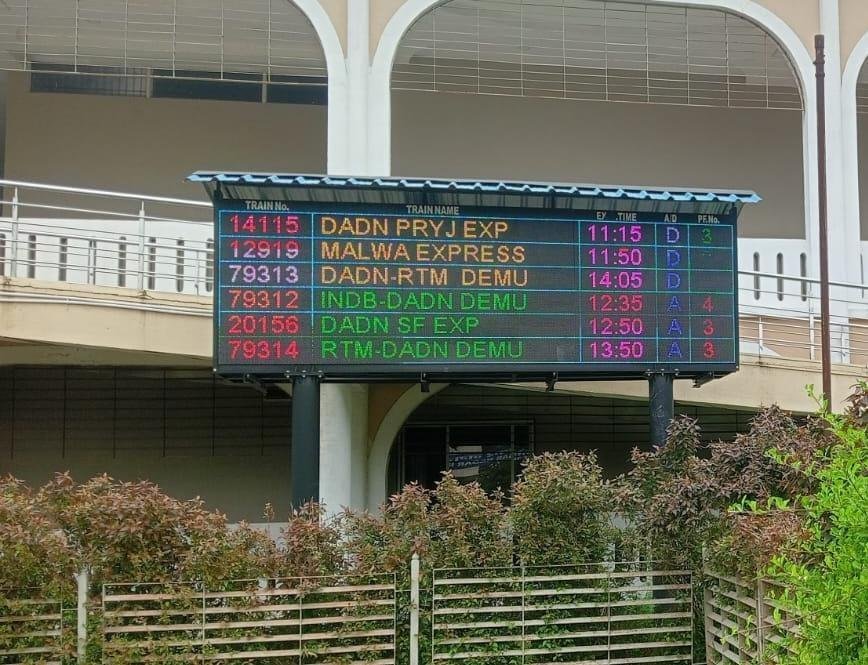 TRAIN No. TRAIN NAME EX .TIME A/D PF.No.
14115 DADN PRYJ EXP 11:15 D 3
12919 MALWA EXPRESS 11:50 D
79313 DADN-RTM DEMU 14:05 D
79312 INDB-DADN DEMU 12:35 A 4
20156 DADN SF EXP 12:50 A 3
79314 RTM-DADN DEMU 13:50 A 3